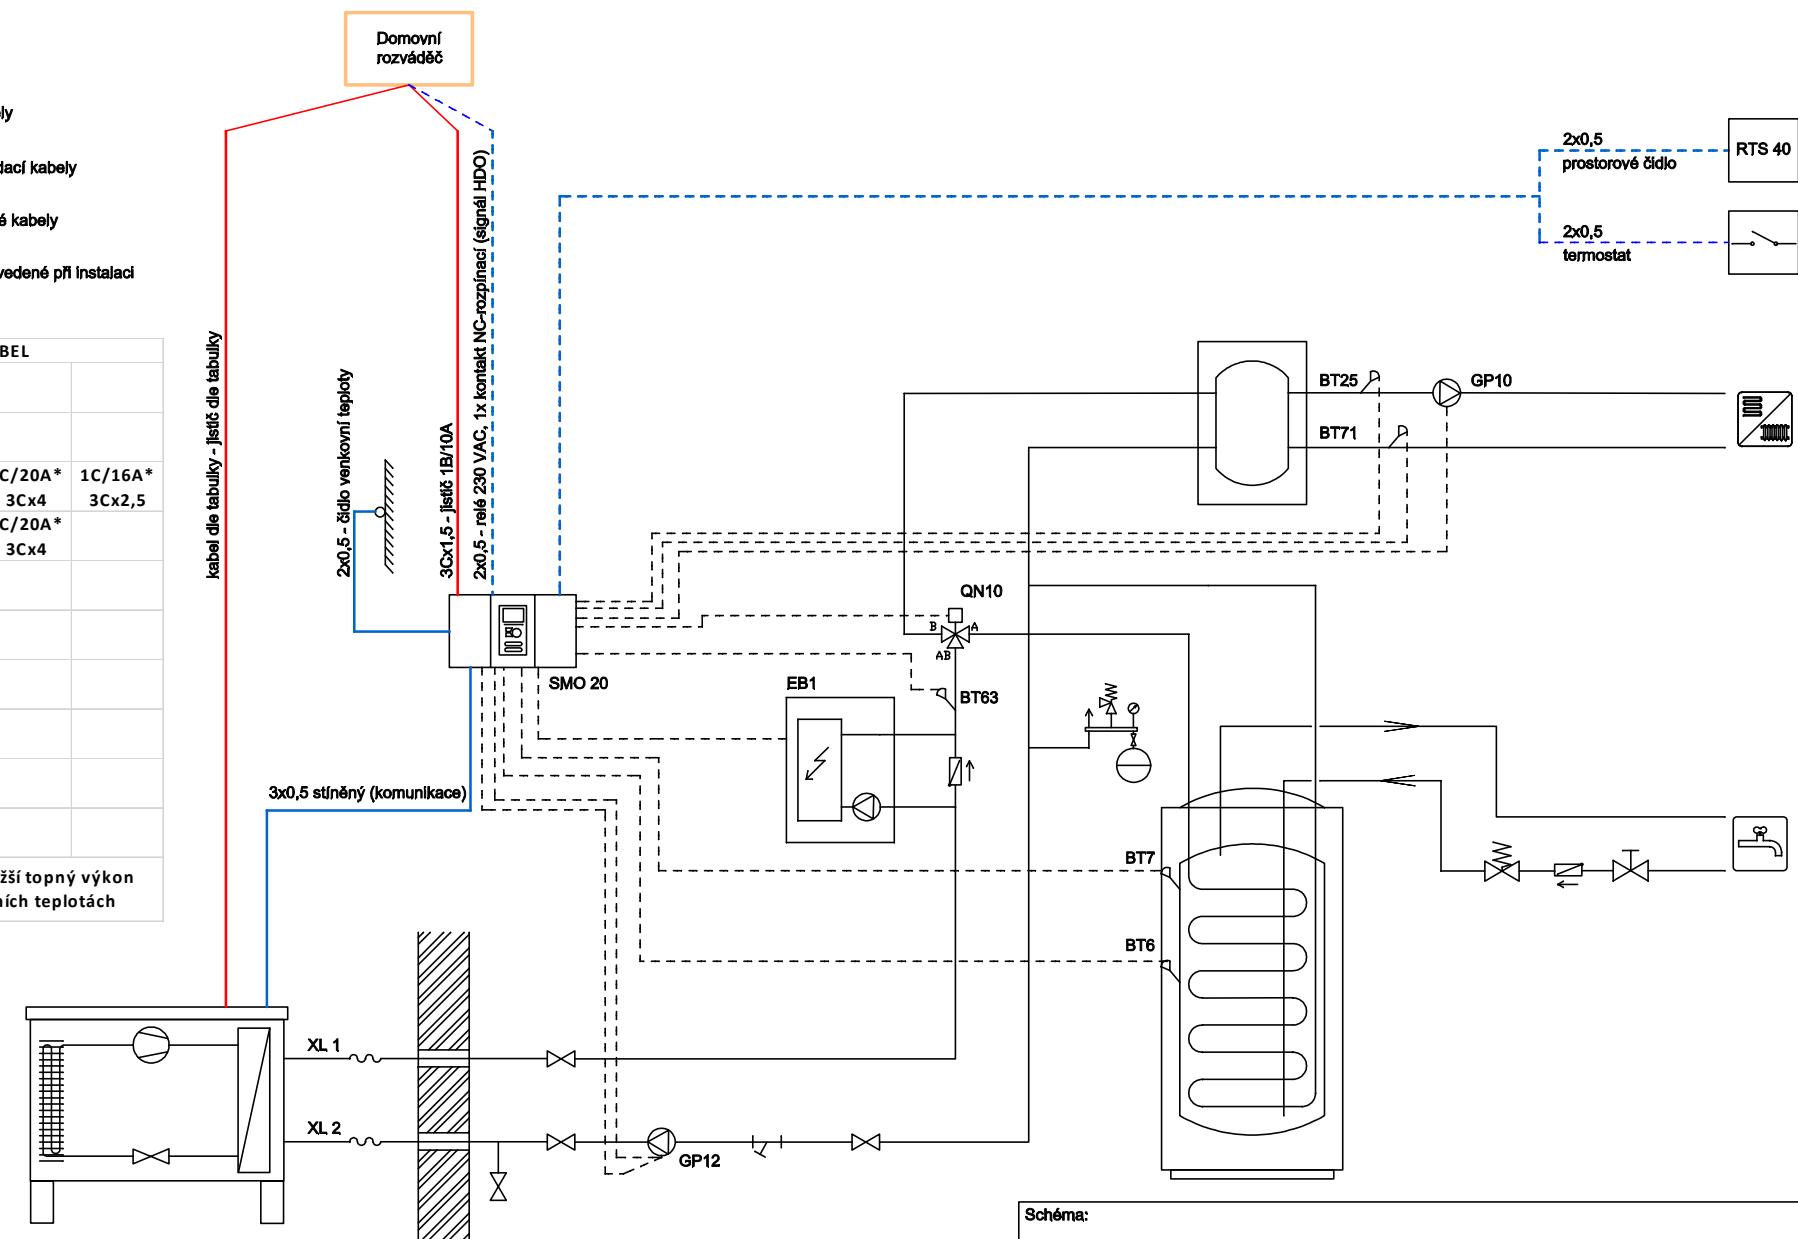 Domovní
rozváděč
ely
dací kabely
é kabely
vedené při instalaci
BEL
C/20A* 1C/16A*
3Cx4 3Cx2,5
C/20A*
3Cx4
žší topný výkon
ních teplotách
kabel dle tabulky - jistič dle tabulky
2x0,5 - čidlo venkovní teploty
3Cx1,5 - jistič 1B/10A
2x0,5 - relé 230 VAC, 1x kontakt NC-rozpínací (signál HDO)
2x0,5
prostorové čidlo
RTS 40
2x0,5
termostat
BT25
GP10
BT71
QN10
B
A
AB
SMO 20
EB1
BT63
3x0,5 stíněný (komunikace)
BT7
BT6
XL 1
XL 2
GP12
Schéma: